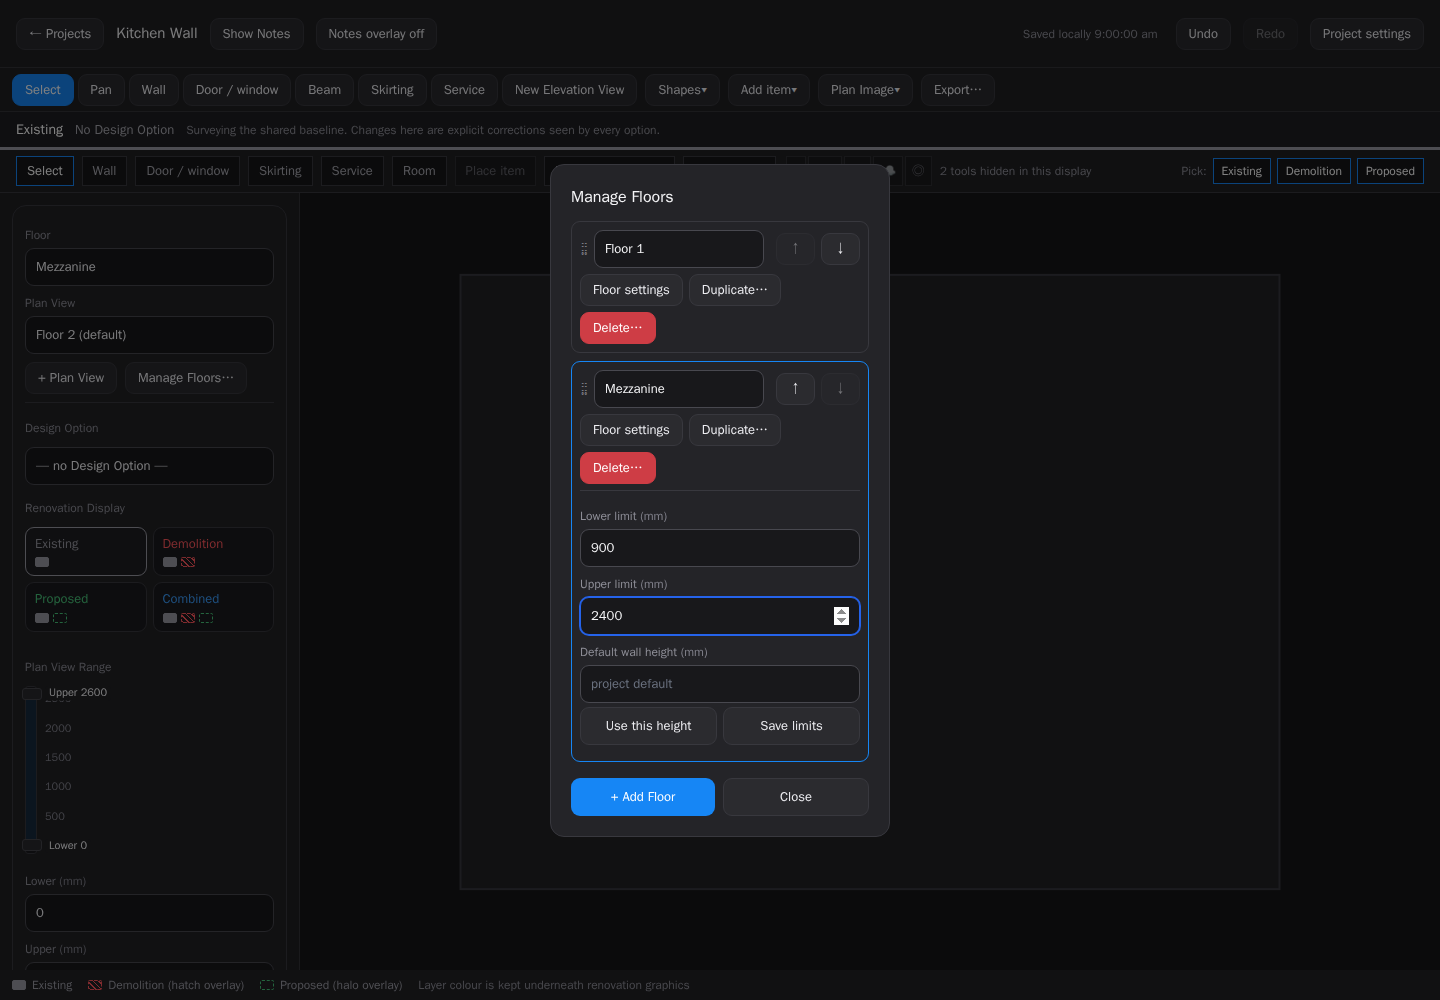 ← Projects
Kitchen Wall
Show Notes
Notes overlay off
Saved locally 9:00:00 am
Undo
Redo
Project settings
Select
Pan
Wall
Door / window
Beam
Skirting
Service
New Elevation View
Shapes▾
Add item▾
Plan Image▾
Export⋯
Existing
No Design Option
Surveying the shared baseline. Changes here are explicit corrections seen by every option.
Select
Wall
Door / window
Skirting
Service
Room
Place item
2 tools hidden in this display
Pick:
Existing
Demolition
Proposed
Floor
Mezzanine
Plan View
Floor 2 (default)
+ Plan View
Manage Floors⋯
Design Option
— no Design Option —
Renovation Display
Existing
Demolition
Proposed
Combined
Plan View Range
Upper 2600
2000
1500
1000
500
Lower 0
Lower (mm)
0
Upper (mm)
Manage Floors
Floor 1
↑
↓
Floor settings
Duplicate⋯
Delete⋯
Mezzanine
↑
↓
Floor settings
Duplicate⋯
Delete⋯
Lower limit (mm)
900
Upper limit (mm)
2400
Default wall height (mm)
project default
Use this height
Save limits
+ Add Floor
Close
Existing
Demolition (hatch overlay)
Proposed (halo overlay)
Layer colour is kept underneath renovation graphics